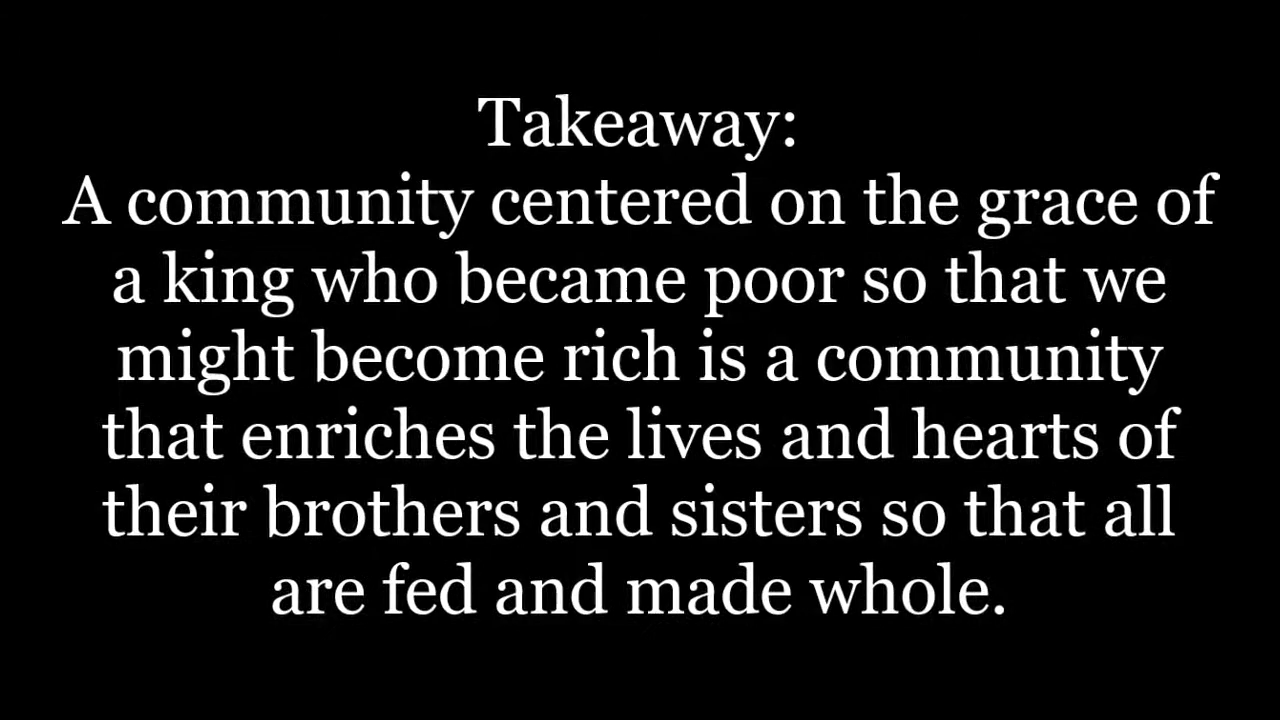 Takeaway:
A community centered on the grace of
a king who became poor so that we
might become rich is a community
that enriches the lives and hearts of
their brothers and sisters so that all
are fed and made whole.